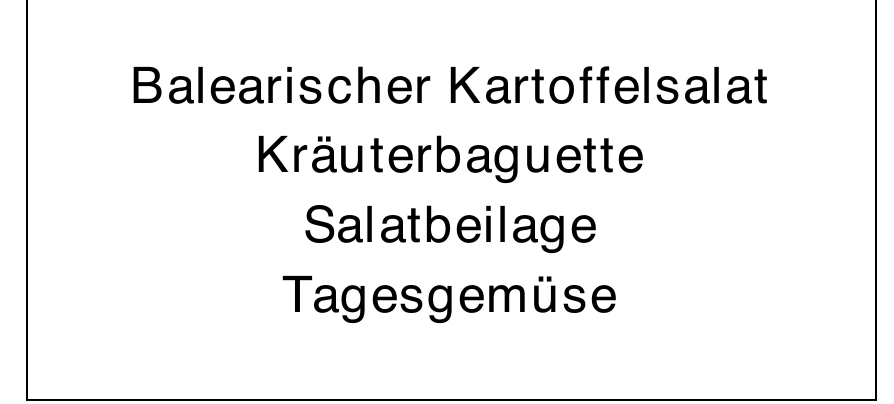 Balearischer Kartoffelsalat
Kräuterbaguette
Salatbeilage
Tagesgemüse